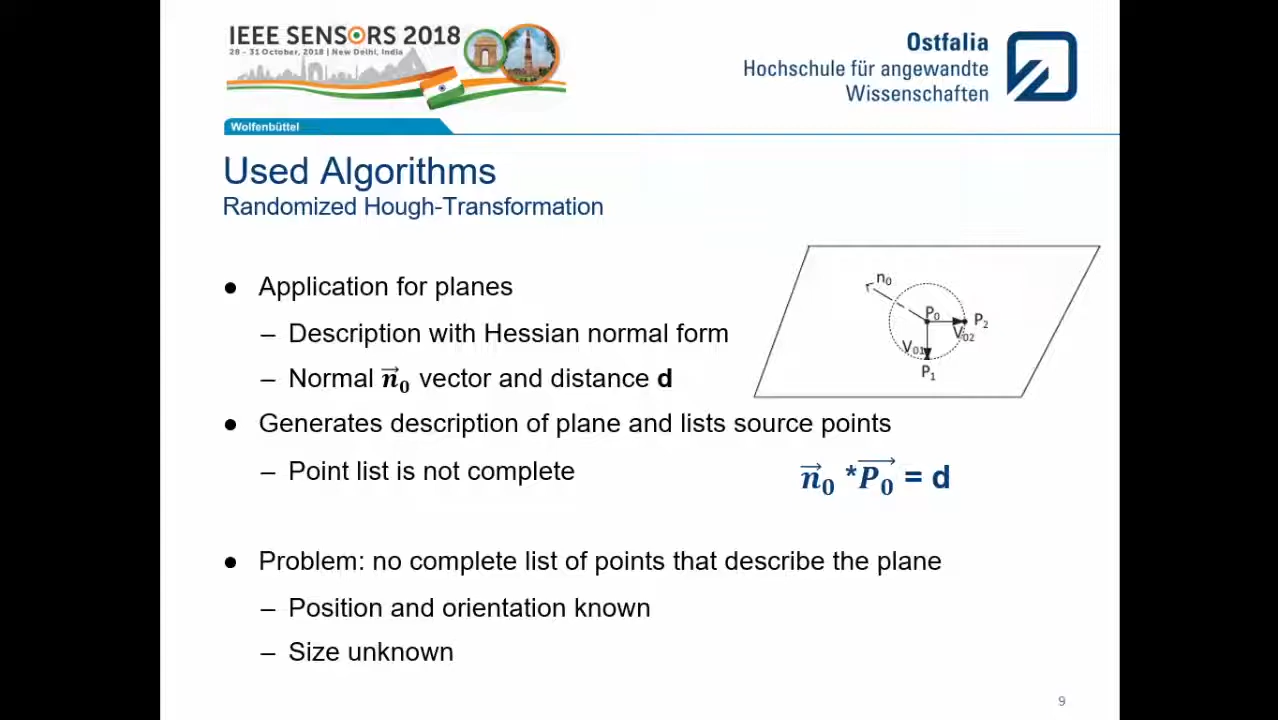 IEEE SENSORS 2018
28 - 31 October, 2018 | New Delhi, India
Ostfalia
Hochschule für angewandte
Wissenschaften
Wolfenbüttel
Used Algorithms
Randomized Hough-Transformation
● Application for planes
– Description with Hessian normal form
– Normal n⃗₀ vector and distance d
● Generates description of plane and lists source points
– Point list is not complete
n₀
P₀
P₂
V₀₂
V₀₁
P₁
n⃗₀ *P₀⃗ = d
● Problem: no complete list of points that describe the plane
– Position and orientation known
– Size unknown
9